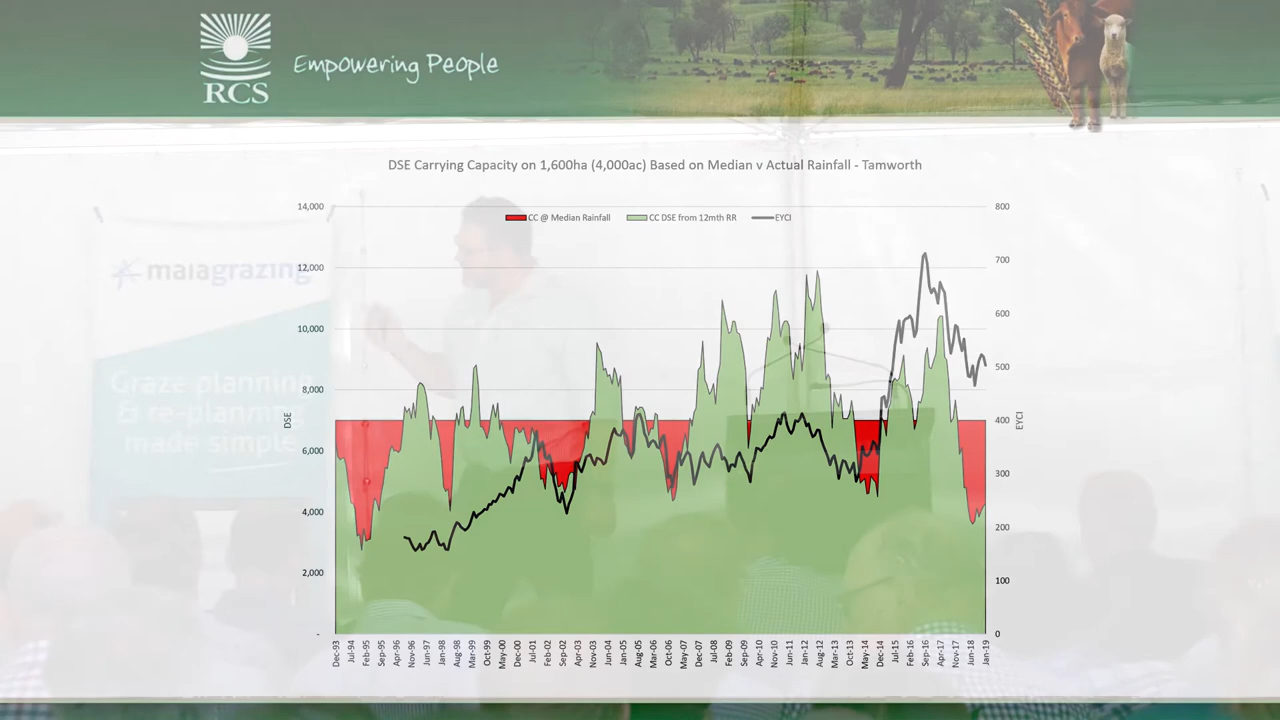 RCS
Empowering People
DSE Carrying Capacity on 1,600ha (4,000ac) Based on Median v Actual Rainfall - Tamworth
CC @ Median Rainfall
CC DSE from 12mth RR
EYCI
14,000
12,000
10,000
8,000
6,000
4,000
2,000
-
DSE
800
700
600
500
400
300
200
100
0
EYCI
Dec-93
Jul-94
Feb-95
Sep-95
Apr-96
Nov-96
Jun-97
Jan-98
Aug-98
Mar-99
Oct-99
May-00
Dec-00
Jul-01
Feb-02
Sep-02
Apr-03
Nov-03
Jun-04
Jan-05
Aug-05
Mar-06
Oct-06
May-07
Dec-07
Jul-08
Feb-09
Sep-09
Apr-10
Nov-10
Jun-11
Jan-12
Aug-12
Mar-13
Oct-13
May-14
Dec-14
Jul-15
Feb-16
Sep-16
Apr-17
Nov-17
Jun-18
Jan-19
maiagrazing
Graze planning
& re-planning
made simple